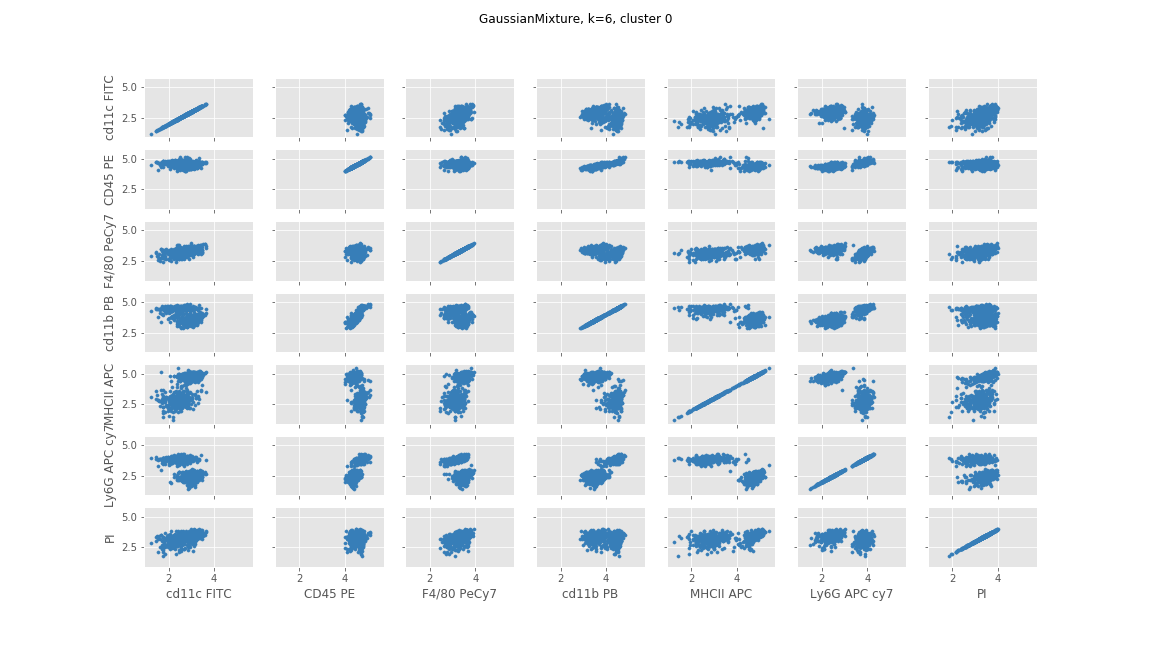 GaussianMixture, k=6, cluster 0
cd11c FITC
5.0
2.5
CD45 PE
5.0
2.5
F4/80 PeCy7
5.0
2.5
cd11b PB
5.0
2.5
MHCII APC
5.0
2.5
Ly6G APC cy7
5.0
2.5
PI
5.0
2.5
2 4 2 4 2 4 2 4 2 4 2 4 2 4
cd11c FITC CD45 PE F4/80 PeCy7 cd11b PB MHCII APC Ly6G APC cy7 PI